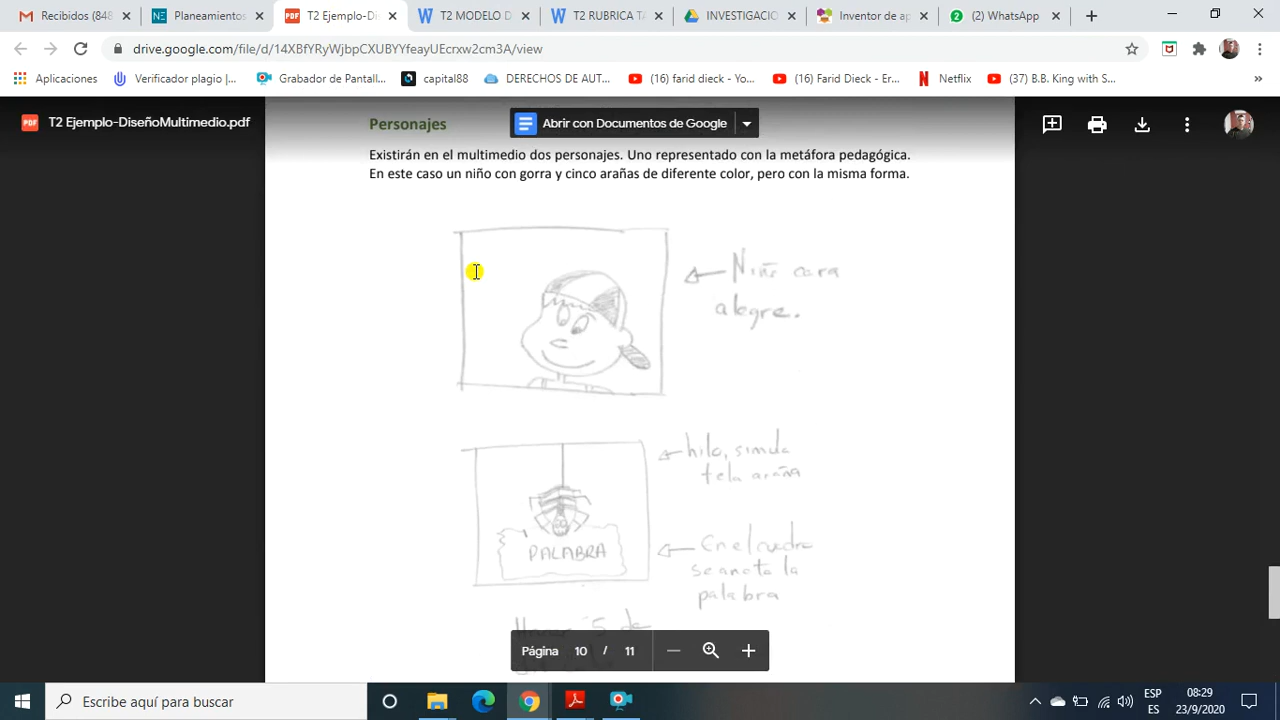 Recibidos (848
Planeamientos
T2 Ejemplo-Di
T2 MODELO D
T2 RUBRICA TA
INVESTIGACIO
Inventor de ap
(2) WhatsApp
drive.google.com/file/d/14XBfYRyWjbpCXUBYYfeayUEcrxw2cm3A/view
Aplicaciones
Verificador plagio |...
Grabador de Pantall...
capital88
DERECHOS DE AUT...
(16) farid dieck - Yo...
(16) Farid Dieck - Er...
Netflix
(37) B.B. King with S...
T2 Ejemplo-DiseñoMultimedio.pdf
Abrir con Documentos de Google
Personajes
Existirán en el multimedio dos personajes. Uno representado con la metáfora pedagógica.
En este caso un niño con gorra y cinco arañas de diferente color, pero con la misma forma.
Niño cara
alegre.
hilo, simula
tela araña
PALABRA
En el cuadro
se anota la
palabra
Hacer 5 de
Página 10 / 11
Escribe aquí para buscar
ESP
ES
08:29
23/9/2020